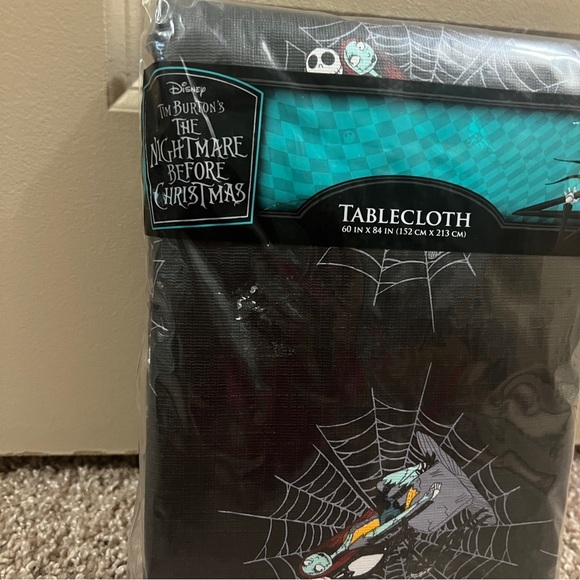 Disney
Tim Burton's
The
Nightmare
Before
Christmas
Tablecloth
60 in x 84 in (152 cm x 213 cm)